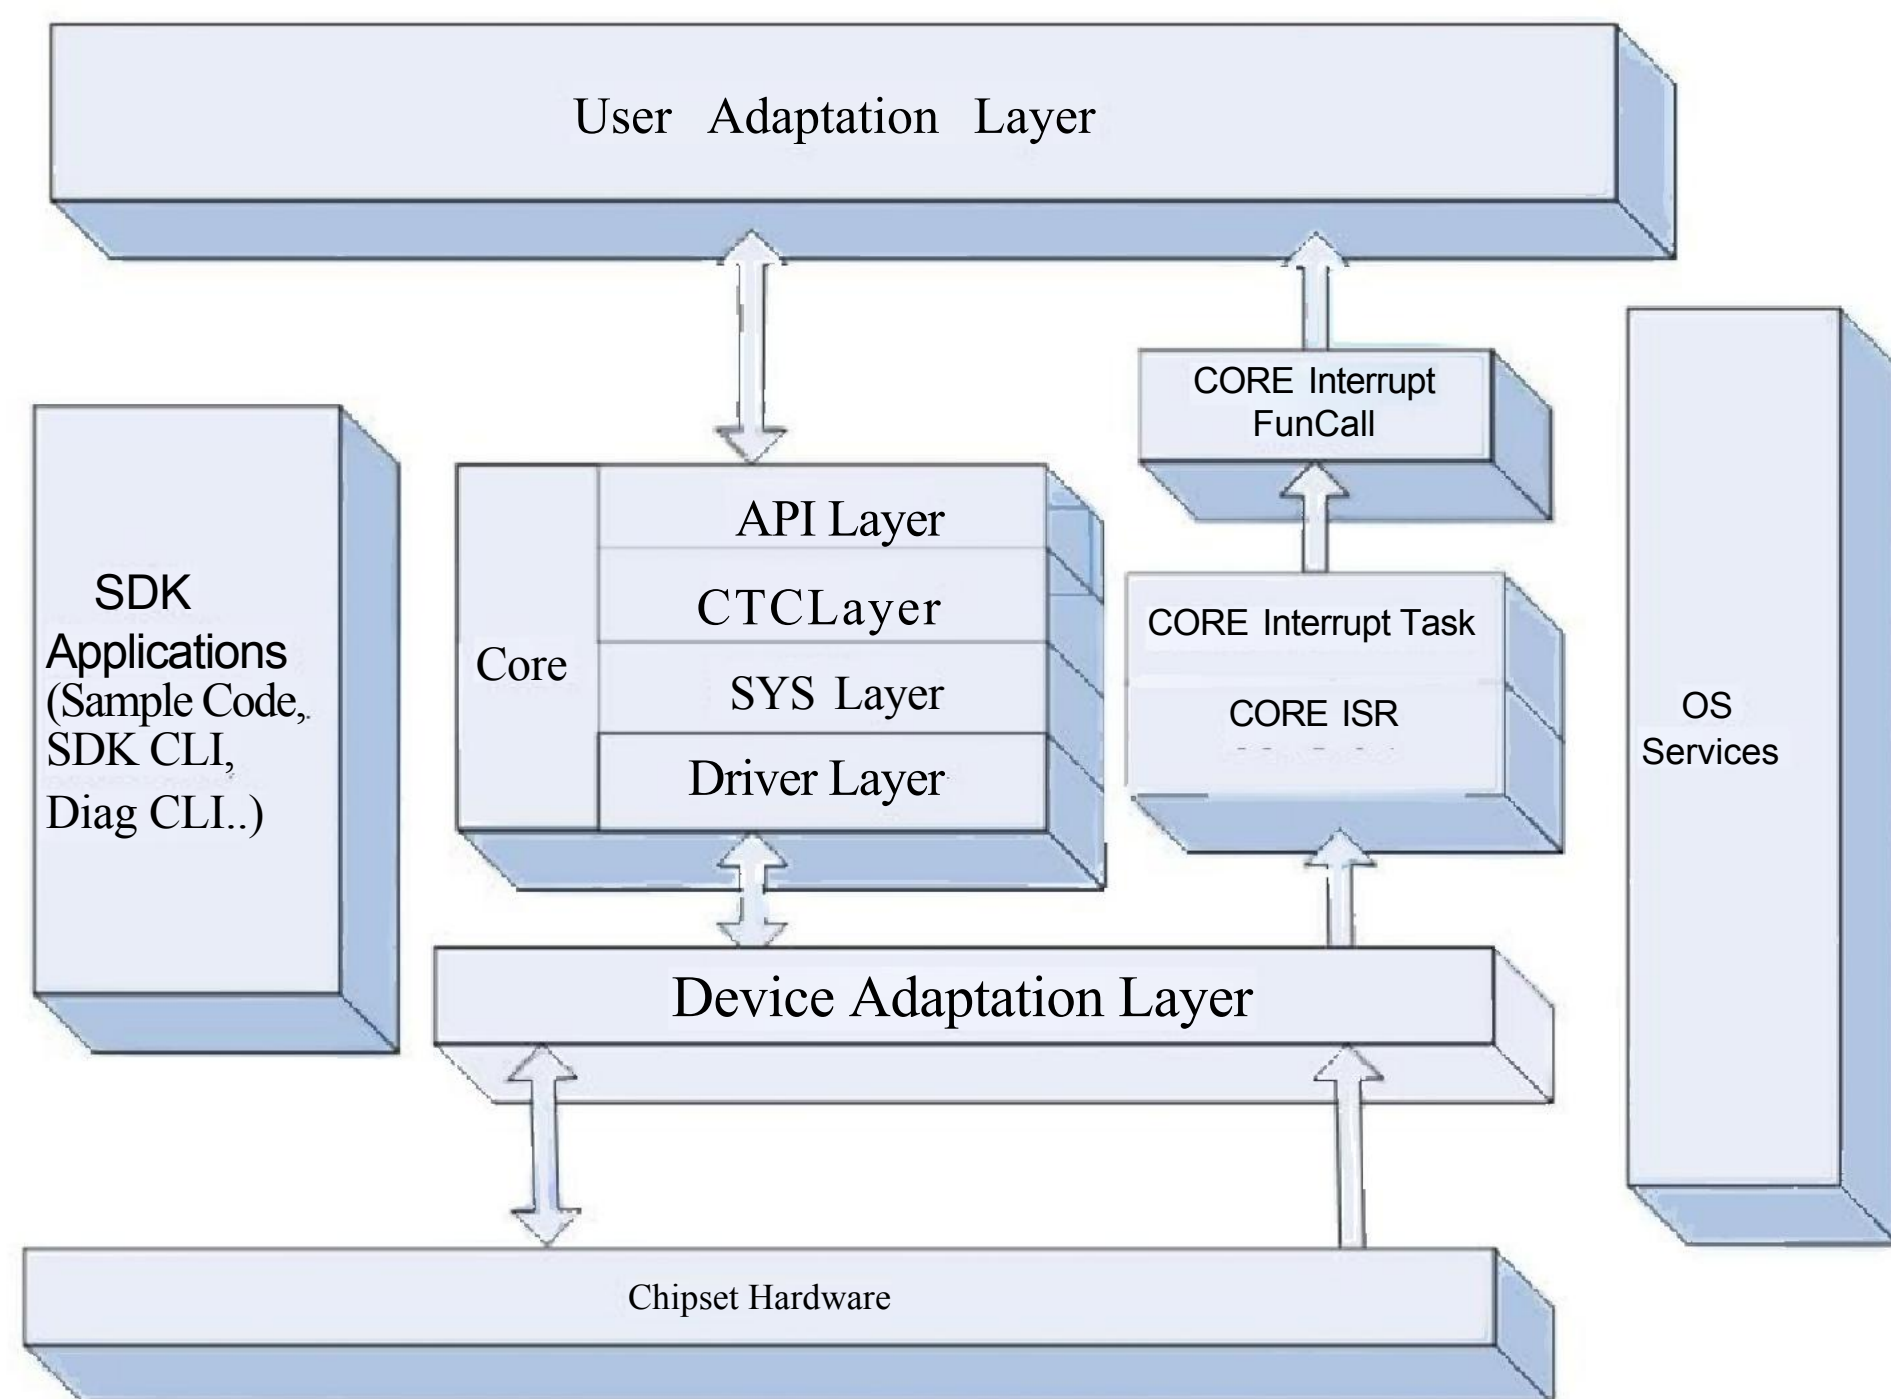 User Adaptation Layer
CORE Interrupt
FunCall
SDK
Applications
(Sample Code,
SDK CLI,
Diag CLI..)
Core
API Layer
CTCLayer
SYS Layer
Driver Layer
CORE Interrupt Task
CORE ISR
OS
Services
Device Adaptation Layer
Chipset Hardware